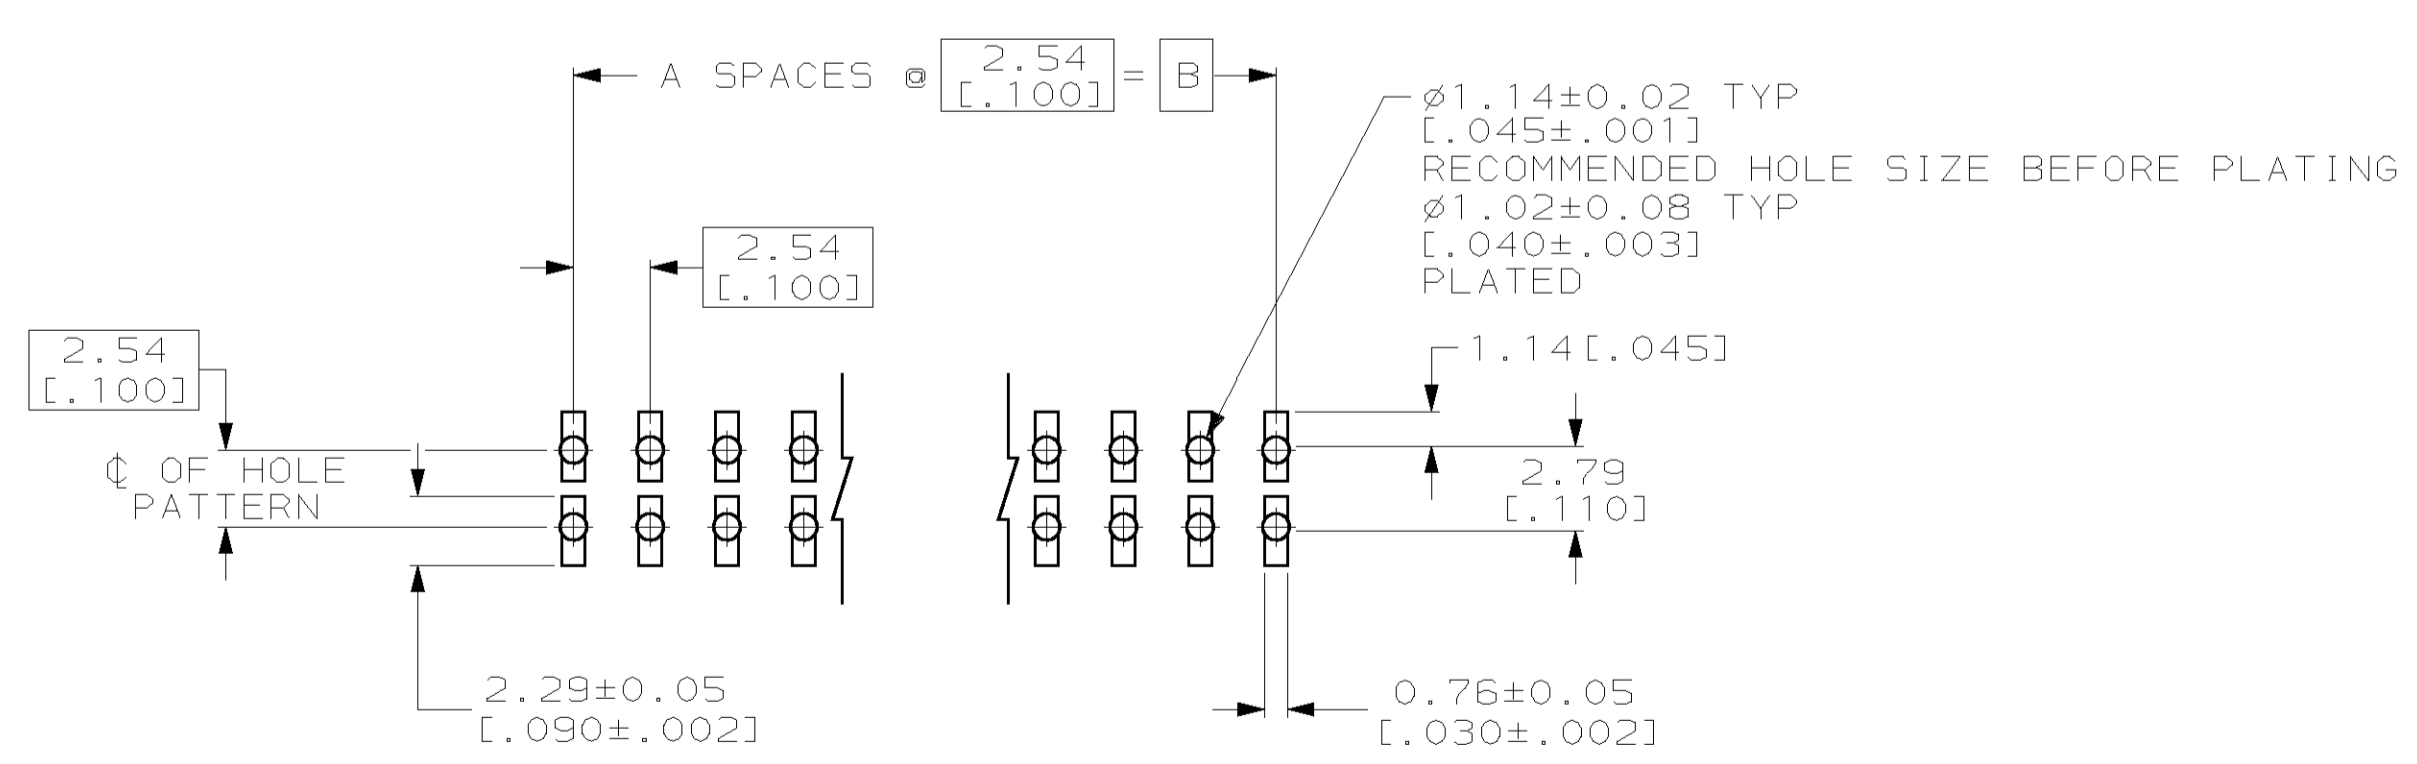 A SPACES @ 2.54 = B
[.100]
⌀1.14±0.02 TYP
[.045±.001]
RECOMMENDED HOLE SIZE BEFORE PLATING
⌀1.02±0.08 TYP
[.040±.003]
PLATED
2.54
[.100]
2.54
[.100]
1.14[.045]
℄ OF HOLE
PATTERN
2.79
[.110]
2.29±0.05
[.090±.002]
0.76±0.05
[.030±.002]